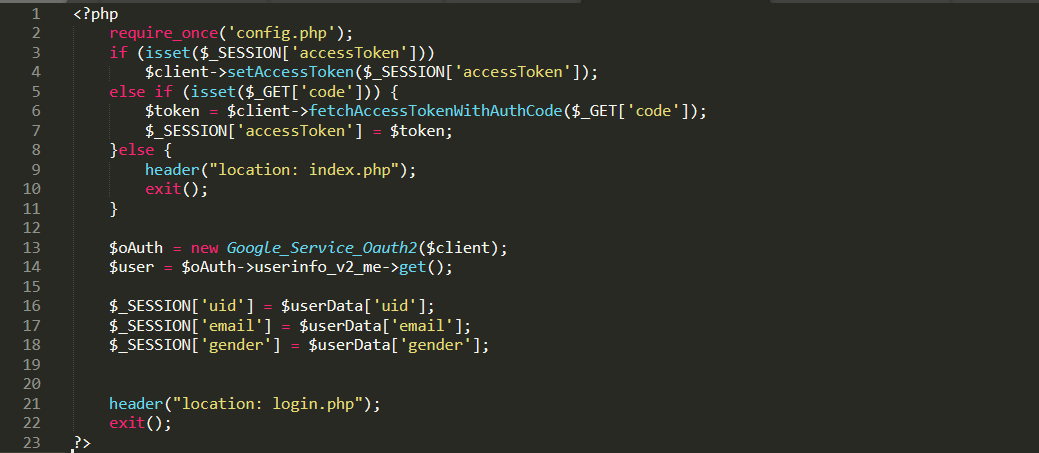 1 <?php
2 require_once('config.php');
3 if (isset($_SESSION['accessToken']))
4 $client->setAccessToken($_SESSION['accessToken']);
5 else if (isset($_GET['code'])) {
6 $token = $client->fetchAccessTokenWithAuthCode($_GET['code']);
7 $_SESSION['accessToken'] = $token;
8 }else {
9 header("location: index.php");
10 exit();
11 }
12
13 $oAuth = new Google_Service_Oauth2($client);
14 $user = $oAuth->userinfo_v2_me->get();
15
16 $_SESSION['uid'] = $userData['uid'];
17 $_SESSION['email'] = $userData['email'];
18 $_SESSION['gender'] = $userData['gender'];
19
20
21 header("location: login.php");
22 exit();
23 ?>